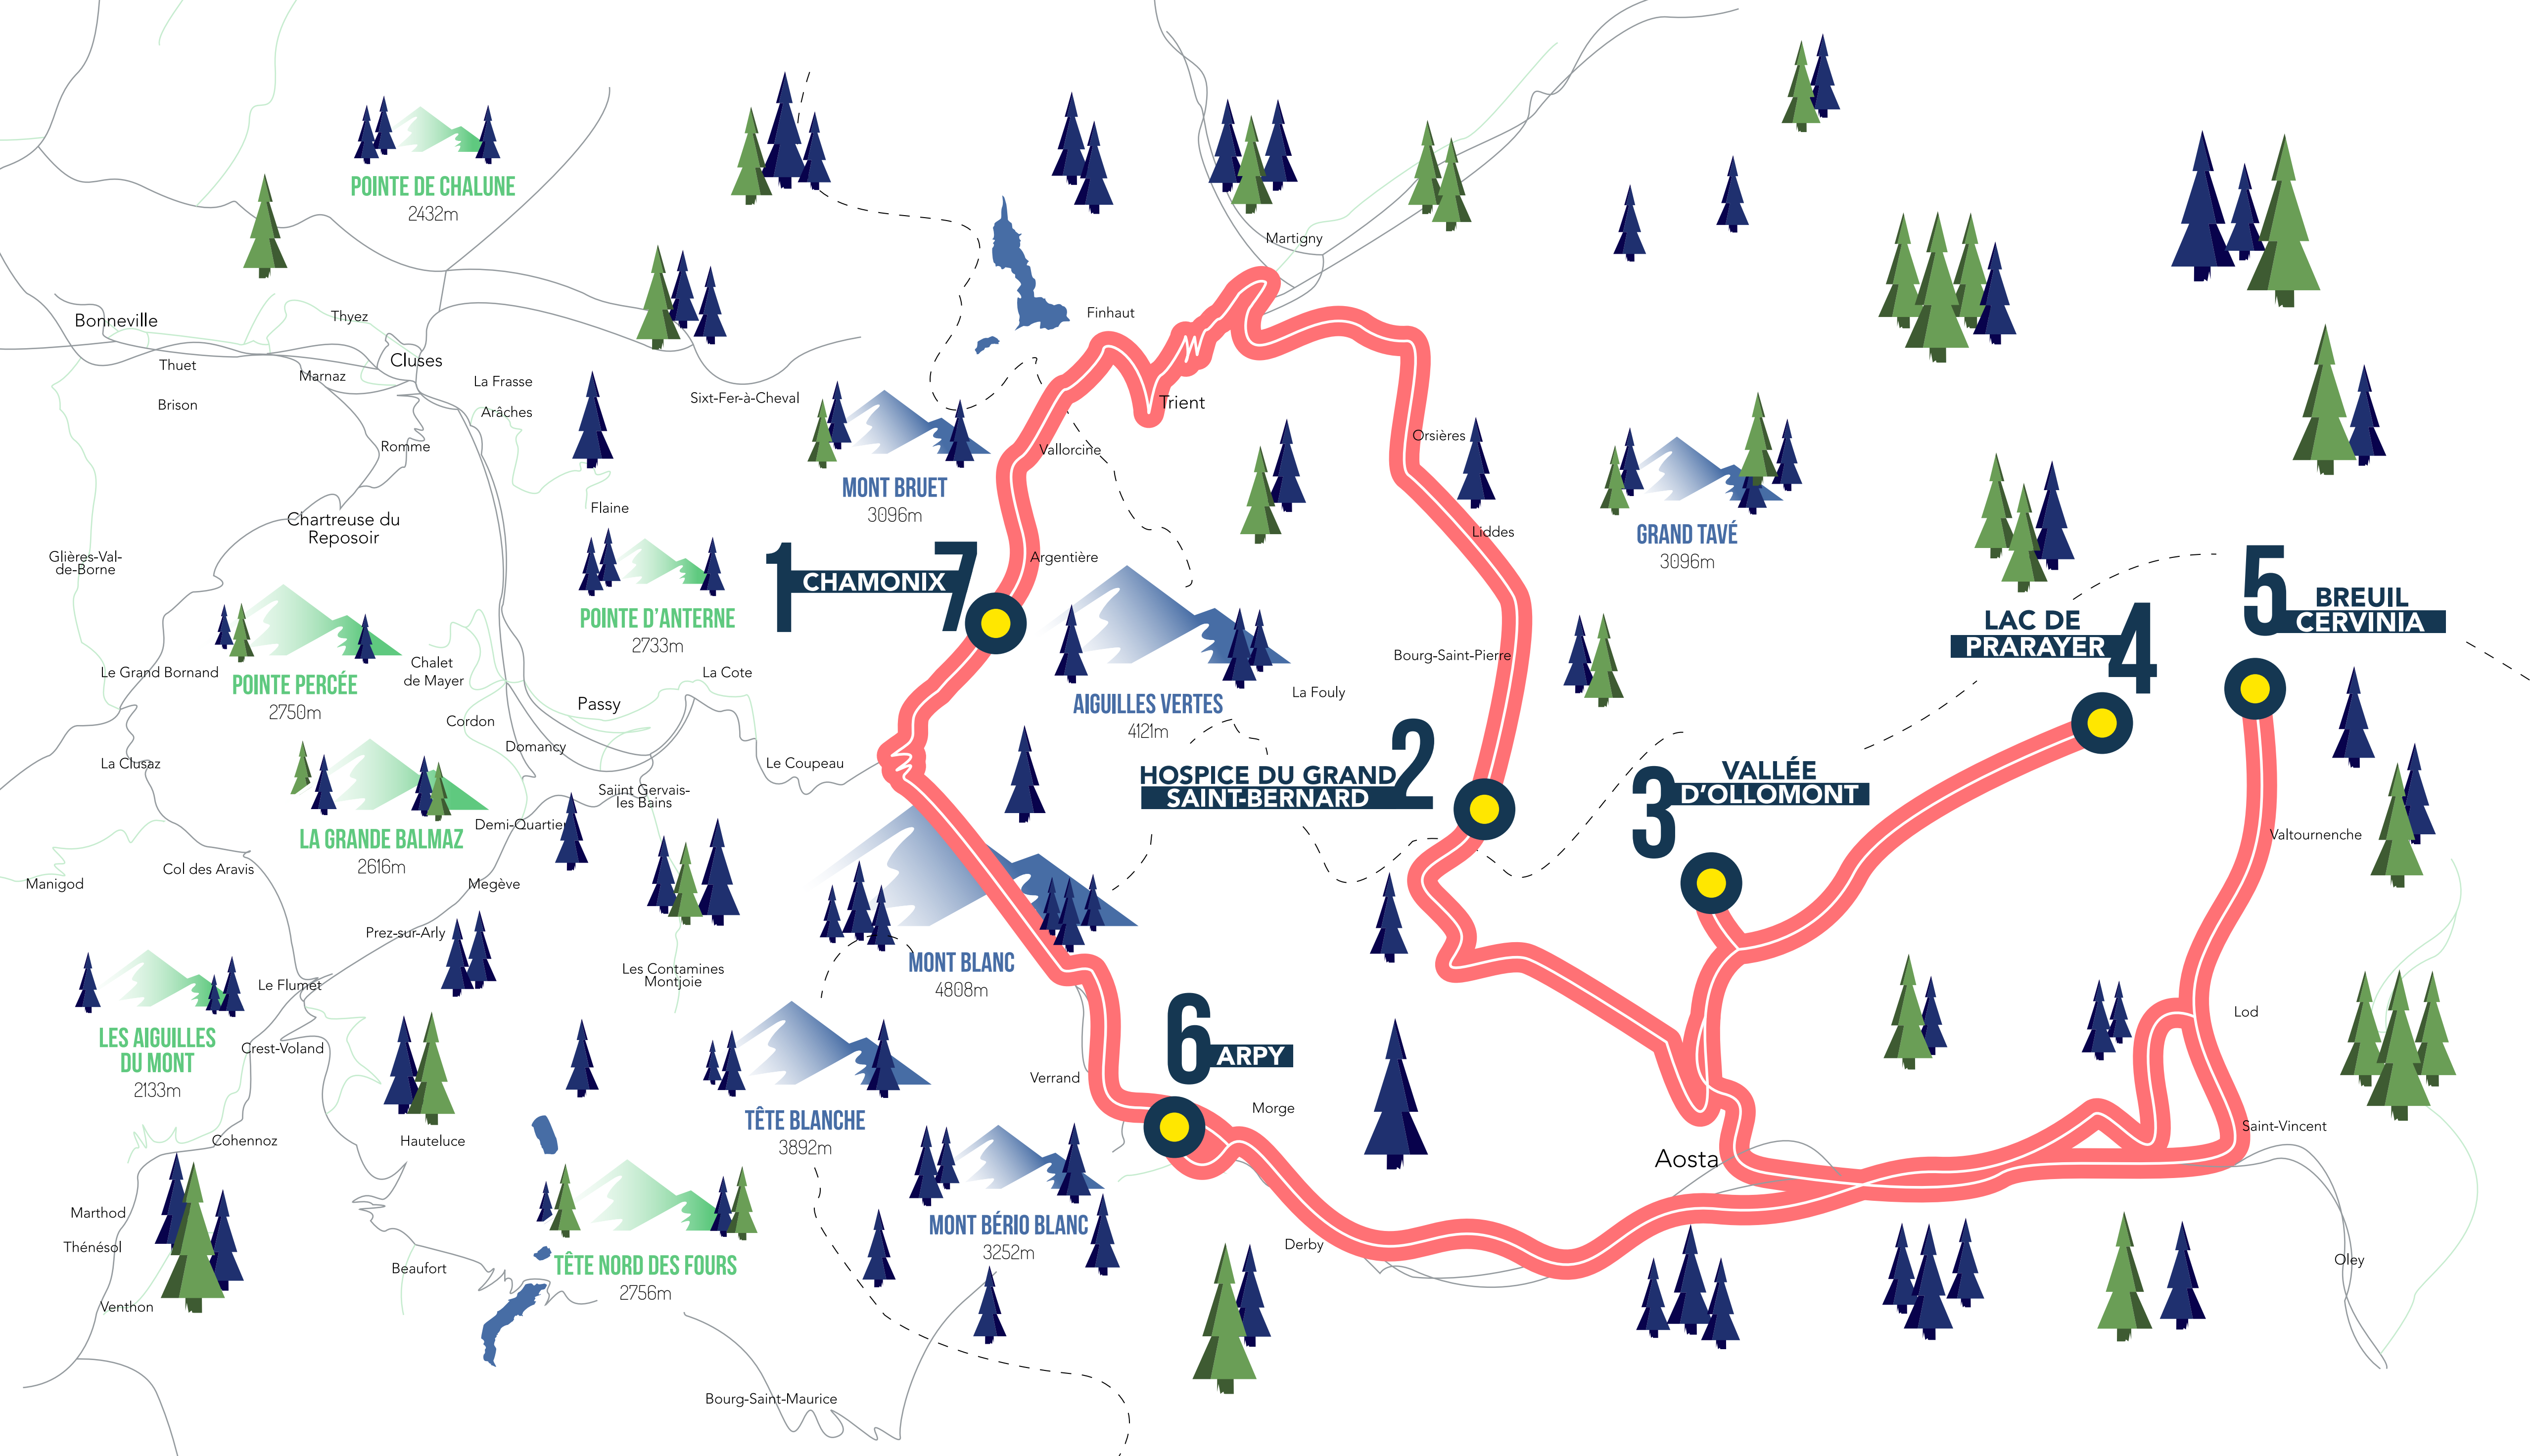 POINTE DE CHALUNE
2432m
Martigny
Finhaut
Bonneville
Thyez
Cluses
Thuet
Marnaz
La Frasse
Arâches
Brison
Sixt-Fer-à-Cheval
Trient
Romme
Vallorcine
Orsières
MONT BRUET
3096m
Flaine
Chartreuse du
Reposoir
GRAND TAVÉ
3096m
Liddes
Glières-Val-
de-Borne
Argentière
1 CHAMONIX 7
POINTE D'ANTERNE
2733m
5 BREUIL
CERVINIA
LAC DE
PRARAYER 4
Le Grand Bornand
POINTE PERCÉE
2750m
Chalet
de Mayer
La Cote
Bourg-Saint-Pierre
La Fouly
AIGUILLES VERTES
4121m
Passy
Cordon
Domancy
La Clusaz
Le Coupeau
HOSPICE DU GRAND
SAINT-BERNARD 2
3 VALLÉE
D'OLLOMONT
Saiint Gervais-
les Bains
Demi-Quartier
LA GRANDE BALMAZ
2616m
Valtournenche
Col des Aravis
Manigod
Megève
Prez-sur-Arly
MONT BLANC
4808m
Les Contamines
Montjoie
Le Flumet
LES AIGUILLES
DU MONT
2133m
Crest-Voland
Lod
6 ARPY
Verrand
Morge
TÊTE BLANCHE
3892m
Cohennoz
Hauteluce
Saint-Vincent
Aosta
Marthod
Thénésol
MONT BÉRIO BLANC
3252m
Derby
Oley
Beaufort
TÊTE NORD DES FOURS
2756m
Venthon
Bourg-Saint-Maurice